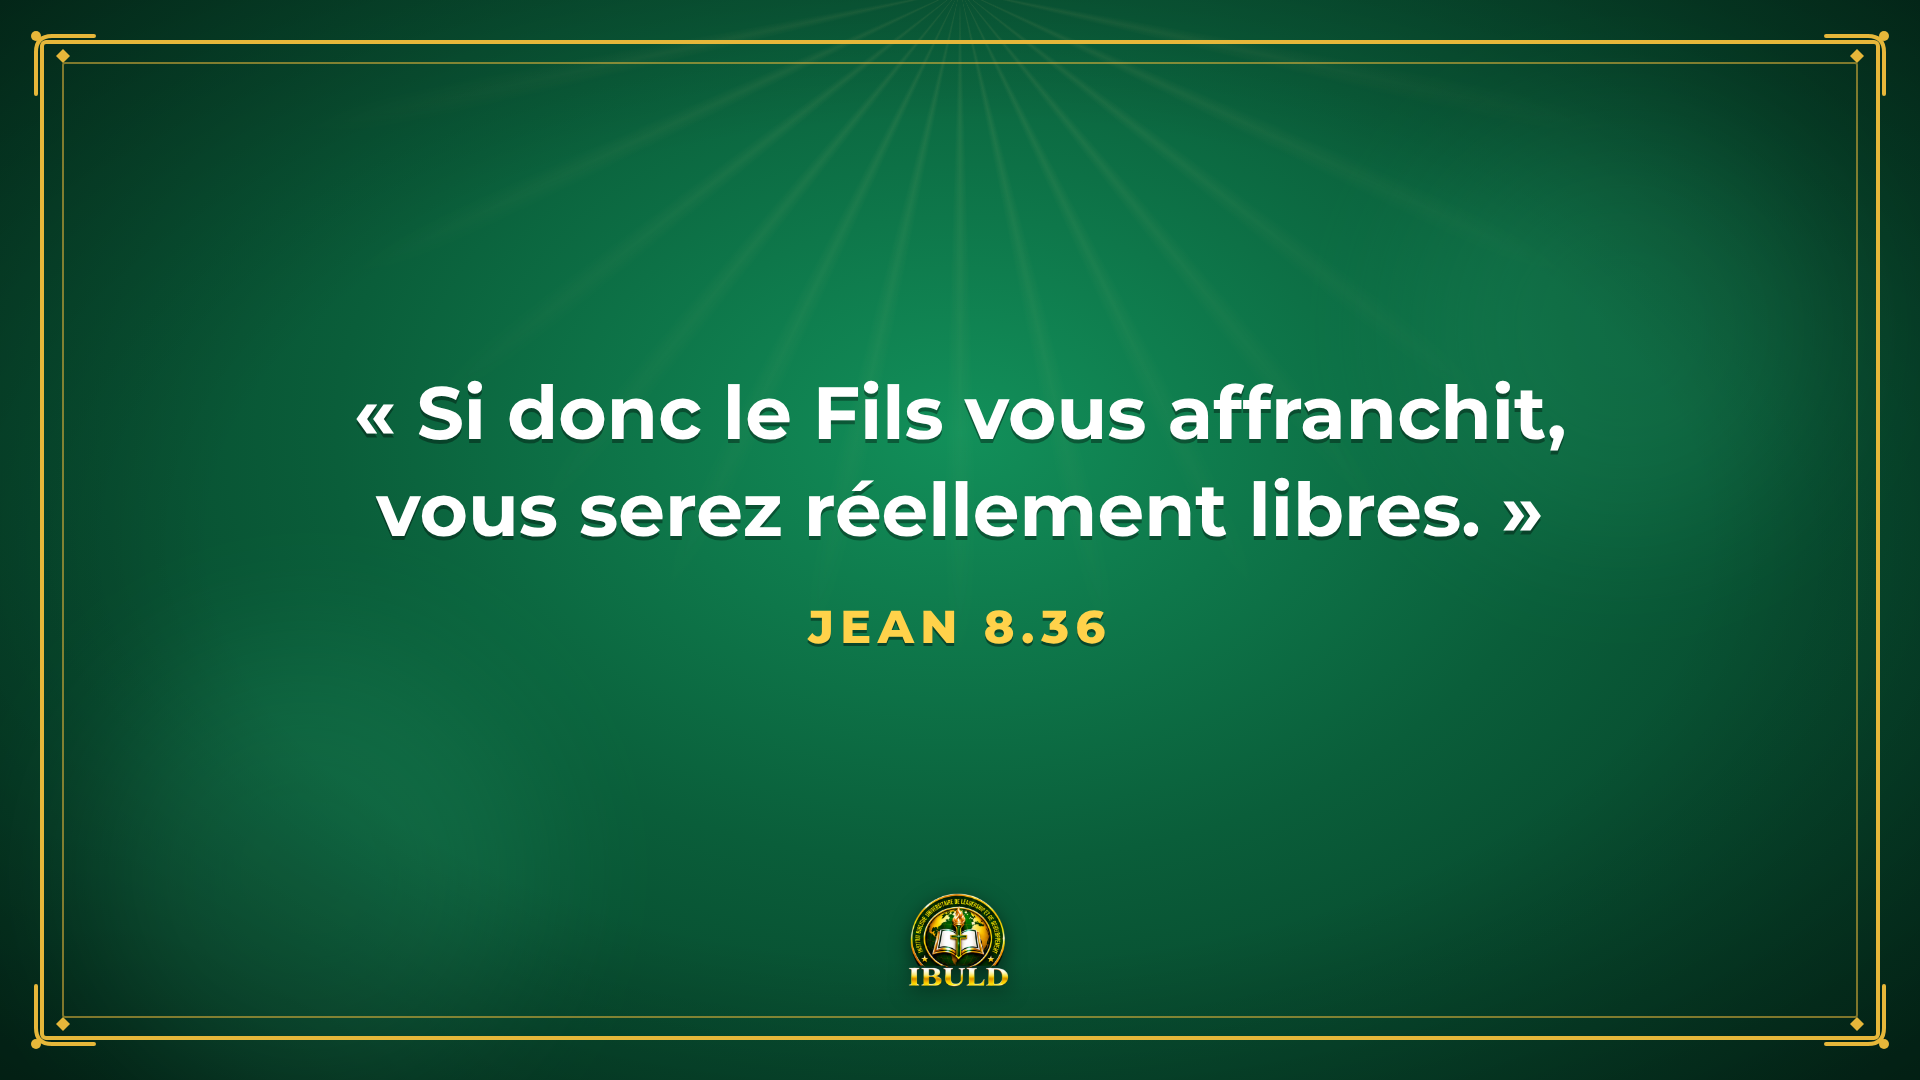 « Si donc le Fils vous affranchit,
vous serez réellement libres. »
JEAN 8.36
IBULD